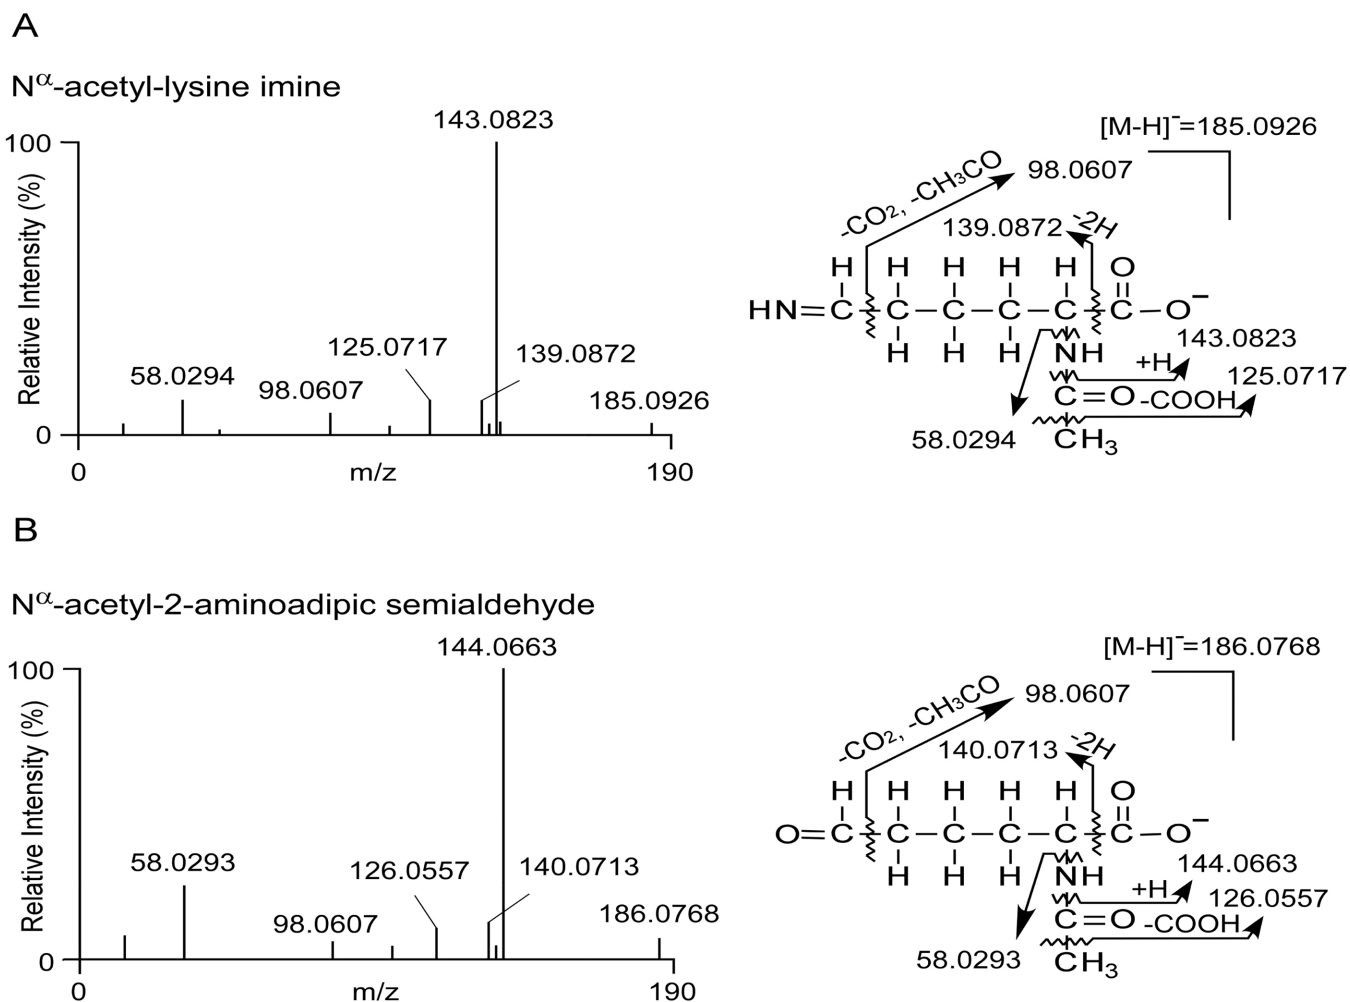 A
Nα-acetyl-lysine imine
143.0823
100
Relative Intensity (%)
125.0717
139.0872
58.0294
98.0607
185.0926
0
0
m/z
190
[M-H]⁻=185.0926
-CO₂, -CH₃CO
98.0607
139.0872
-2H
H H H H H O
HN=C-C-C-C-C-C-O⁻
H H H NH
143.0823
+H
125.0717
C=O
-COOH
58.0294
CH₃
B
Nα-acetyl-2-aminoadipic semialdehyde
144.0663
100
Relative Intensity (%)
58.0293
126.0557
140.0713
98.0607
186.0768
0
0
m/z
190
[M-H]⁻=186.0768
-CO₂, -CH₃CO
98.0607
140.0713
-2H
H H H H H O
O=C-C-C-C-C-C-O⁻
H H H NH
144.0663
+H
126.0557
C=O
-COOH
58.0293
CH₃